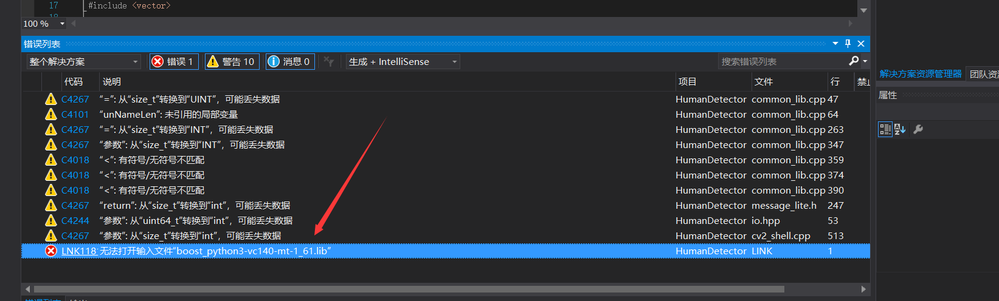 17 #include <vector>
18
100 %
错误列表
整个解决方案 错误 1 警告 10 消息 0 生成 + IntelliSense 搜索错误列表
代码 说明 项目 文件 行 禁止
C4267 “=”: 从“size_t”转换到“UINT”，可能丢失数据 HumanDetector common_lib.cpp 47
C4101 “unNameLen”: 未引用的局部变量 HumanDetector common_lib.cpp 64
C4267 “=”: 从“size_t”转换到“INT”，可能丢失数据 HumanDetector common_lib.cpp 263
C4267 “参数”: 从“size_t”转换到“INT”，可能丢失数据 HumanDetector common_lib.cpp 347
C4018 “<”: 有符号/无符号不匹配 HumanDetector common_lib.cpp 359
C4018 “<”: 有符号/无符号不匹配 HumanDetector common_lib.cpp 374
C4018 “<”: 有符号/无符号不匹配 HumanDetector common_lib.cpp 390
C4267 “return”: 从“size_t”转换到“int”，可能丢失数据 HumanDetector message_lite.h 247
C4244 “参数”: 从“uint64_t”转换到“int”，可能丢失数据 HumanDetector io.hpp 53
C4267 “参数”: 从“size_t”转换到“int”，可能丢失数据 HumanDetector cv2_shell.cpp 513
LNK118 无法打开输入文件“boost_python3-vc140-mt-1_61.lib” HumanDetector LINK 1
解决方案资源管理器 团队资
属性